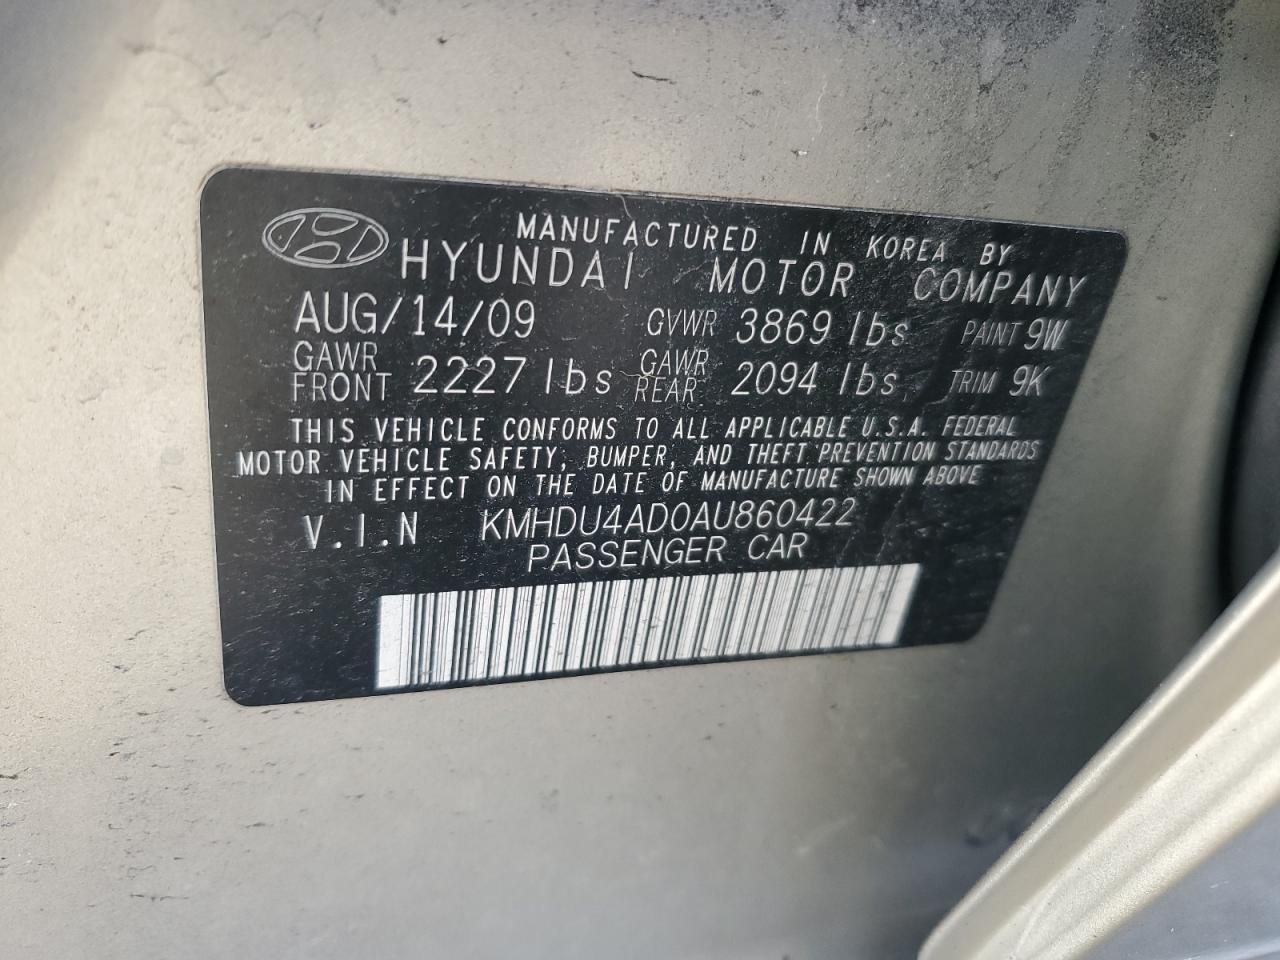 MANUFACTURED IN KOREA BY
HYUNDAI MOTOR COMPANY
AUG/14/09 GVWR 3869 lbs PAINT 9W
GAWR FRONT 2227 lbs GAWR REAR 2094 lbs TRIM 9K
THIS VEHICLE CONFORMS TO ALL APPLICABLE U.S.A. FEDERAL
MOTOR VEHICLE SAFETY, BUMPER, AND THEFT PREVENTION STANDARDS
IN EFFECT ON THE DATE OF MANUFACTURE SHOWN ABOVE
V.I.N KMHDU4AD0AU860422
PASSENGER CAR